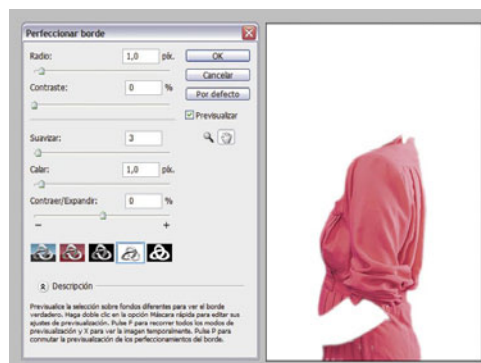 Perfeccionar borde
Radio: 1,0 píx.
OK
Cancelar
Contraste: 0 %
Por defecto
Previsualizar
Suavizar: 3
Calar: 1,0 píx.
Contraer/Expandir: 0 %
- +
Descripción
Previsualice la selección sobre fondos diferentes para ver el borde
verdadero. Haga doble clic en la opción Máscara rápida para editar sus
ajustes de previsualización. Pulse F para recorrer todos los modos de
previsualización y X para ver la imagen temporalmente. Pulse P para
conmutar la previsualización de los perfeccionamientos del borde.